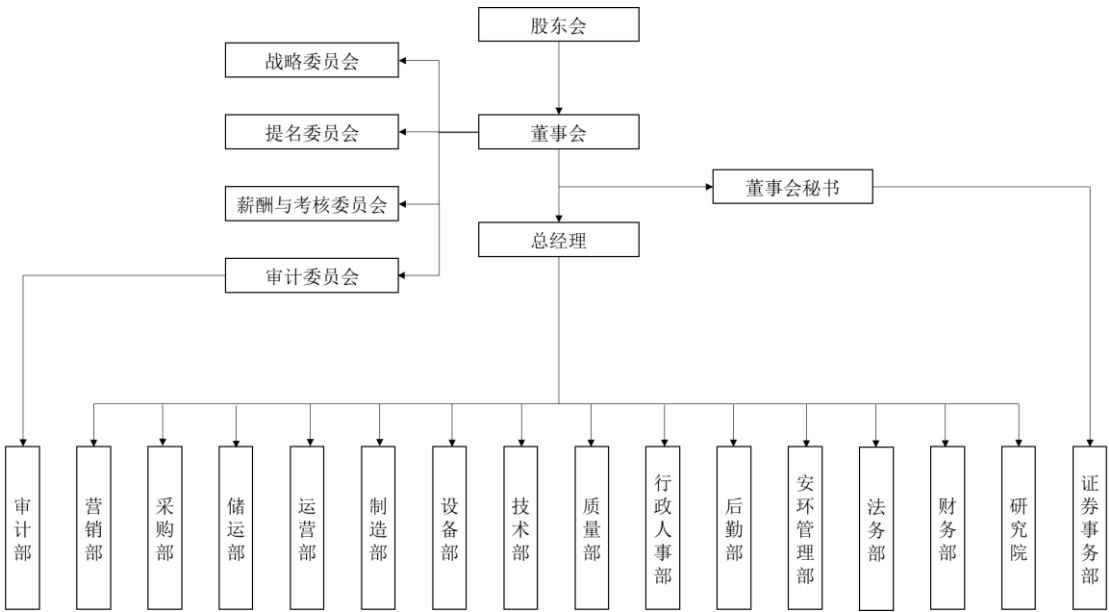 股东会
战略委员会
提名委员会
董事会
董事会秘书
薪酬与考核委员会
总经理
审计委员会
审计部
营销部
采购部
储运部
运营部
制造部
设备部
技术部
质量部
行政人事部
后勤部
安环管理部
法务部
财务部
研究院
证券事务部